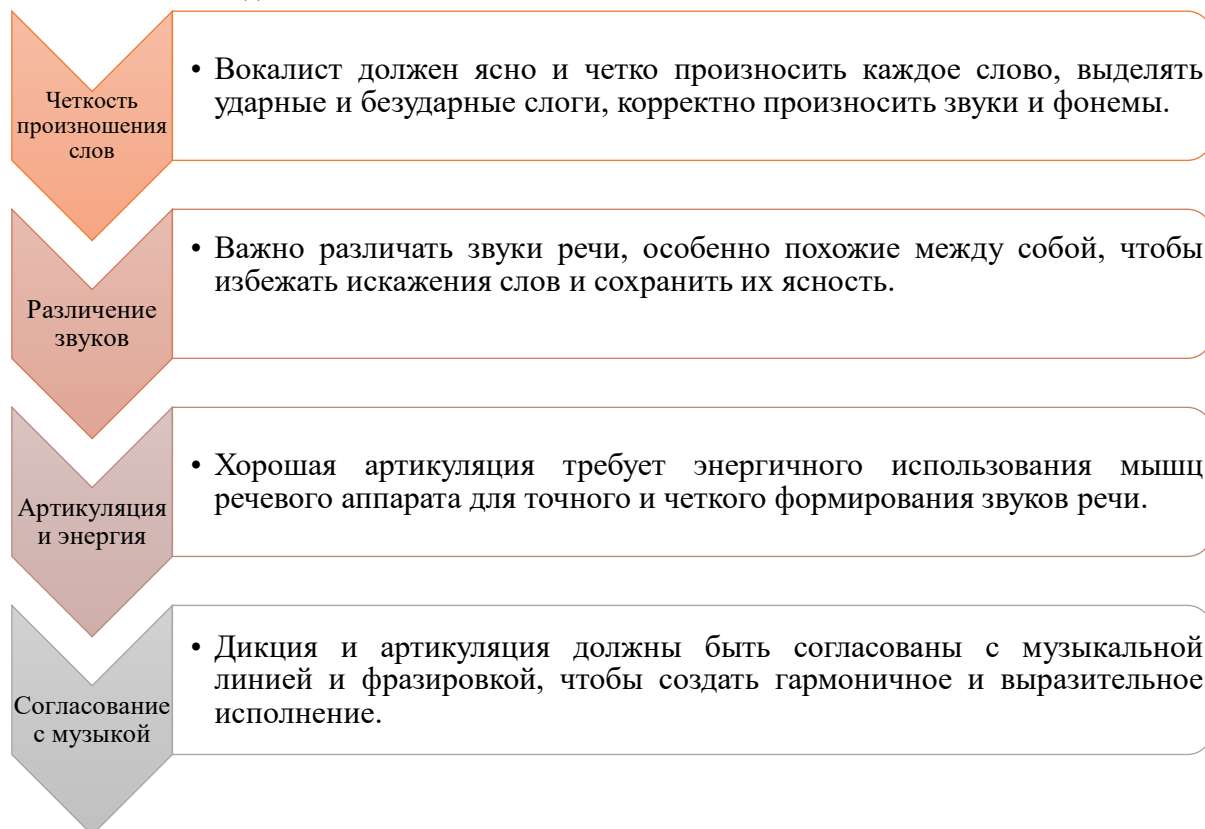 Четкость
произношения
слов
• Вокалист должен ясно и четко произносить каждое слово, выделять
ударные и безударные слоги, корректно произносить звуки и фонемы.
Различение
звуков
• Важно различать звуки речи, особенно похожие между собой, чтобы
избежать искажения слов и сохранить их ясность.
Артикуляция
и энергия
• Хорошая артикуляция требует энергичного использования мышц
речевого аппарата для точного и четкого формирования звуков речи.
Согласование
с музыкой
• Дикция и артикуляция должны быть согласованы с музыкальной
линией и фразировкой, чтобы создать гармоничное и выразительное
исполнение.